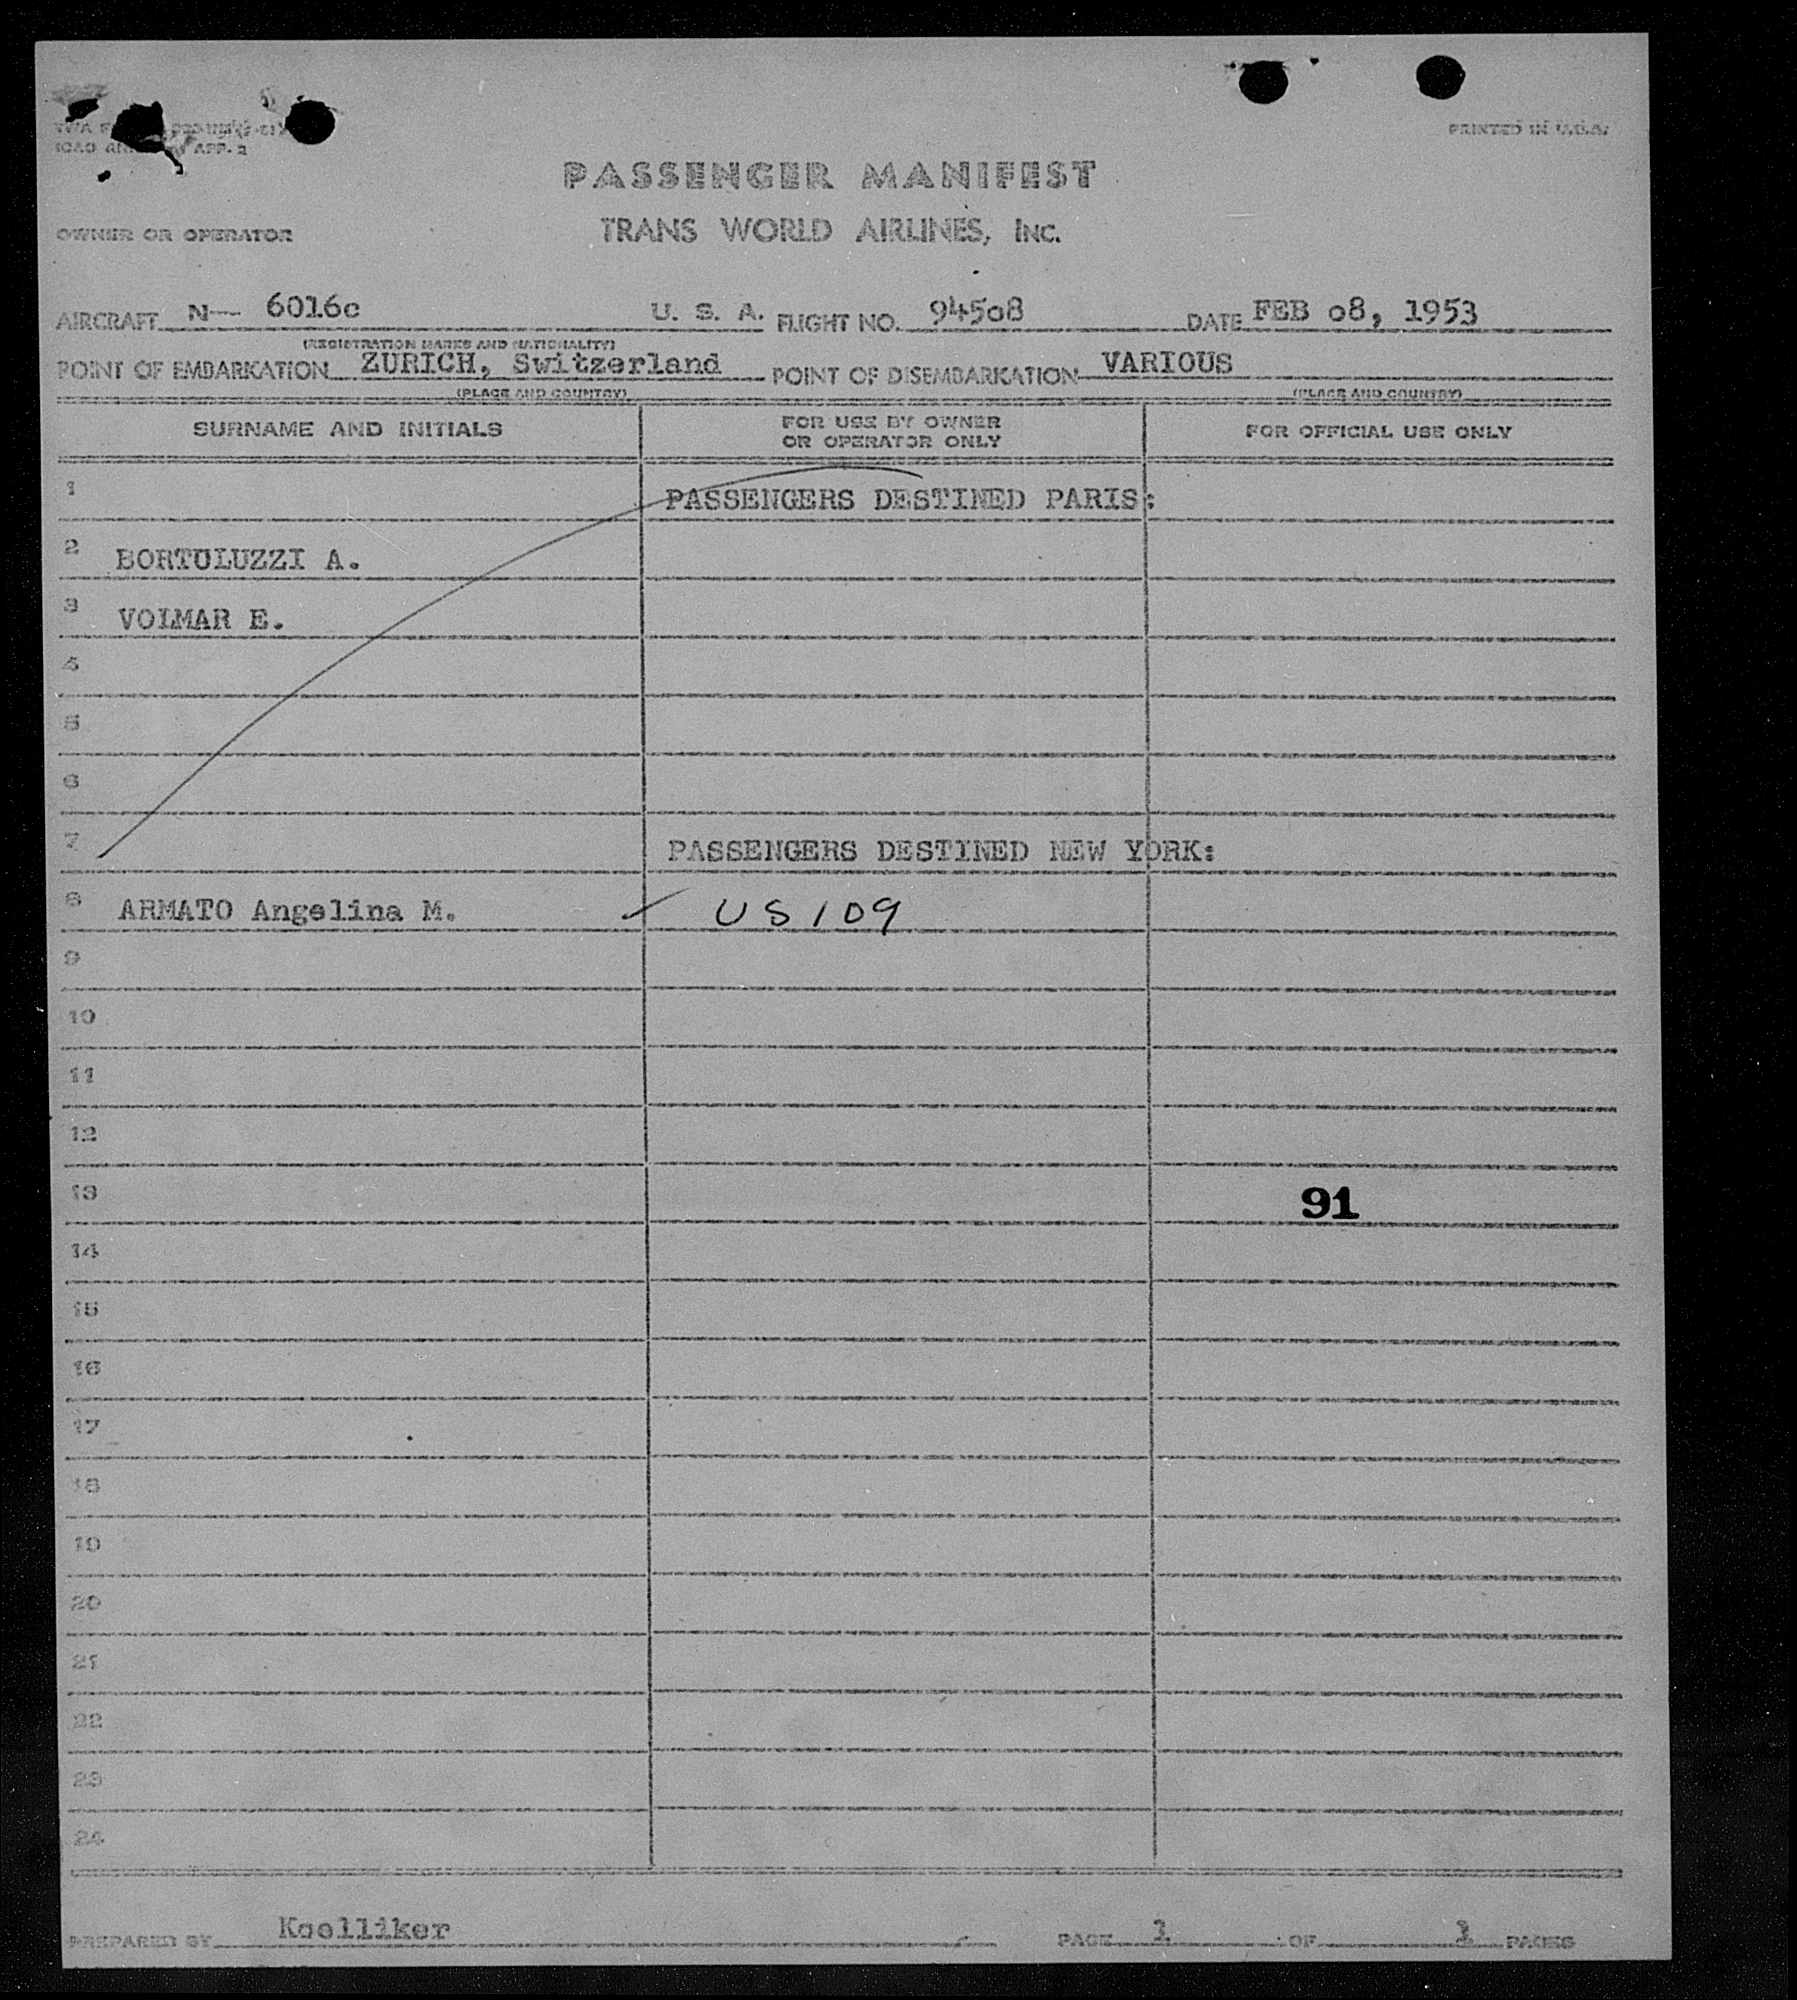 PRINTED IN U.S.A.
APP. 2
PASSENGER MANIFEST
OWNER OR OPERATOR TRANS WORLD AIRLINES, INC.
AIRCRAFT N— 6016c U. S. A. FLIGHT NO. 94508 DATE FEB 08, 1953
(REGISTRATION MARKS AND NATIONALITY)
POINT OF EMBARKATION ZURICH, Switzerland POINT OF DISEMBARKATION VARIOUS
(PLACE AND COUNTRY) (PLACE AND COUNTRY)
SURNAME AND INITIALS FOR USE BY OWNER OR OPERATOR ONLY FOR OFFICIAL USE ONLY
1 PASSENGERS DESTINED PARIS:
2 BORTULUZZI A.
3 VOLMAR E.
4
5
6
7 PASSENGERS DESTINED NEW YORK:
8 ARMATO Angelina M. ✓ US109
9
10
11
12
13 91
14
15
16
17
18
19
20
21
22
23
24
PREPARED BY Koelliker PAGE 1 OF 1 PAGES